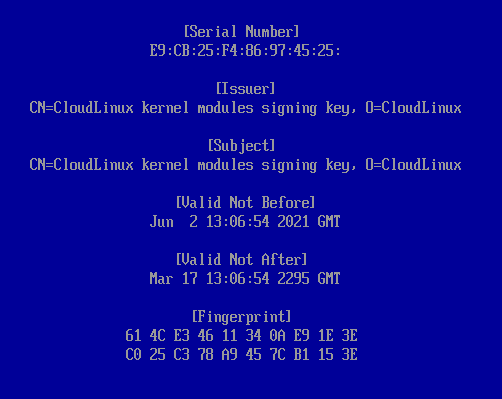 [Serial Number]
E9:CB:25:F4:86:97:45:25:
[Issuer]
CN=CloudLinux kernel modules signing key, O=CloudLinux
[Subject]
CN=CloudLinux kernel modules signing key, O=CloudLinux
[Valid Not Before]
Jun  2 13:06:54 2021 GMT
[Valid Not After]
Mar 17 13:06:54 2295 GMT
[Fingerprint]
61 4C E3 46 11 34 0A E9 1E 3E
C0 25 C3 78 A9 45 7C B1 15 3E